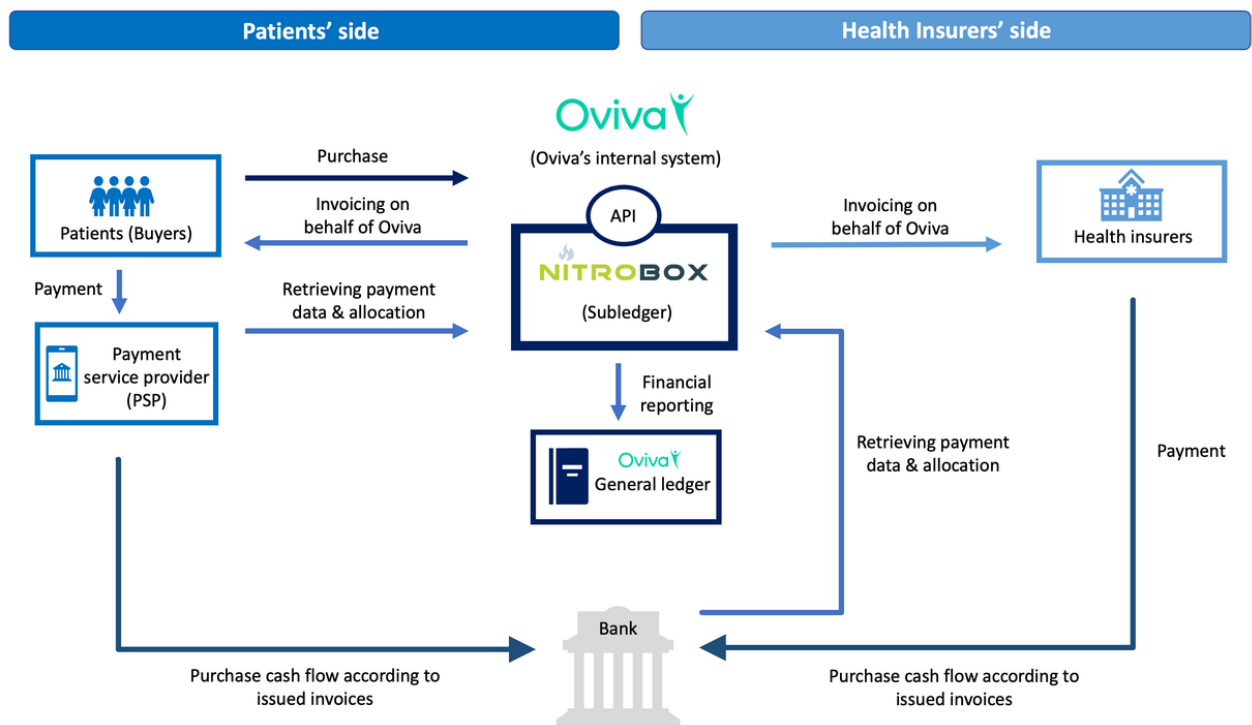 Patients’ side
Health Insurers’ side
Oviva
(Oviva’s internal system)
Purchase
Invoicing on
behalf of Oviva
Patients (Buyers)
API
NITROBOX
(Subledger)
Invoicing on
behalf of Oviva
Health insurers
Payment
Retrieving payment
data & allocation
Payment
service provider
(PSP)
Financial
reporting
Oviva
General ledger
Retrieving payment
data & allocation
Payment
Bank
Purchase cash flow according to
issued invoices
Purchase cash flow according to
issued invoices